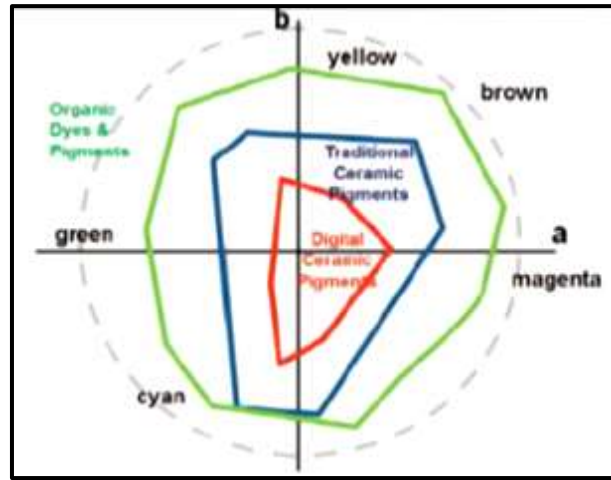 b
yellow
brown
Organic
Dyes &
Pigments
Traditional
Ceramic
Pigments
green
Digital
Ceramic
Pigments
a
magenta
cyan